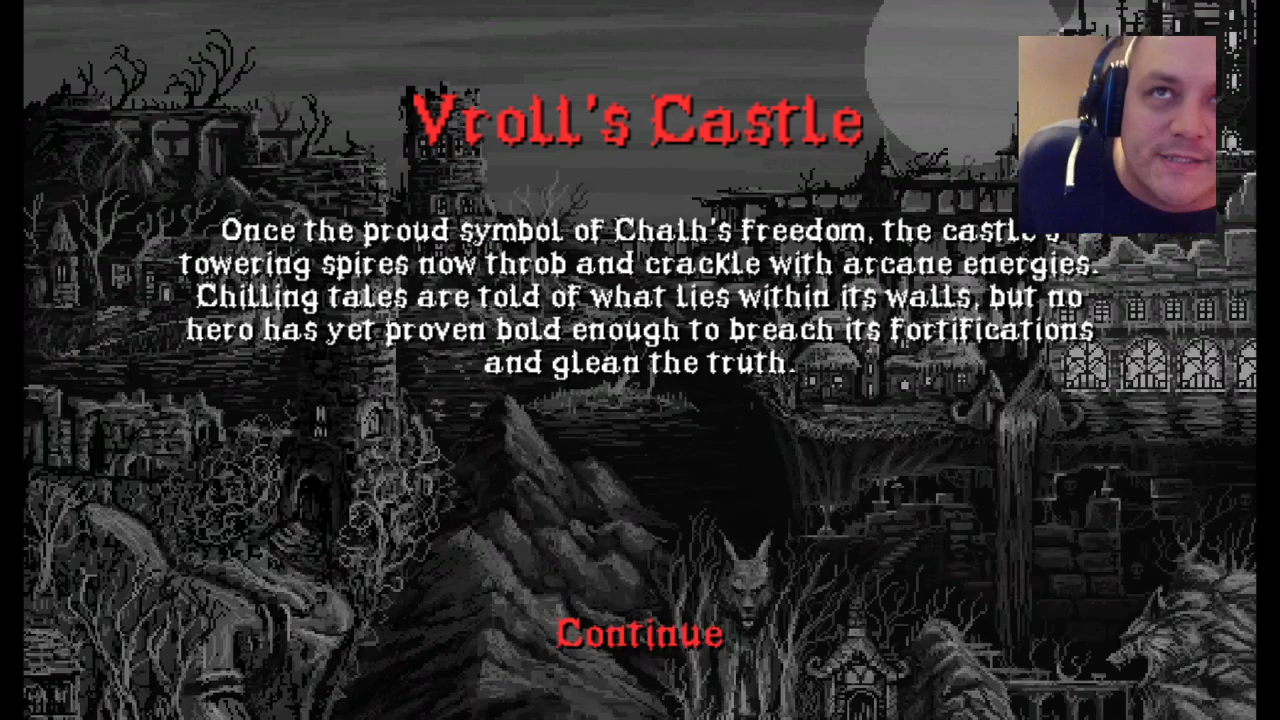 Vroll's Castle
Once the proud symbol of Chalh's freedom, the castle's
towering spires now throb and crackle with arcane energies.
Chilling tales are told of what lies within its walls, but no
hero has yet proven bold enough to breach its fortifications
and glean the truth.
Continue